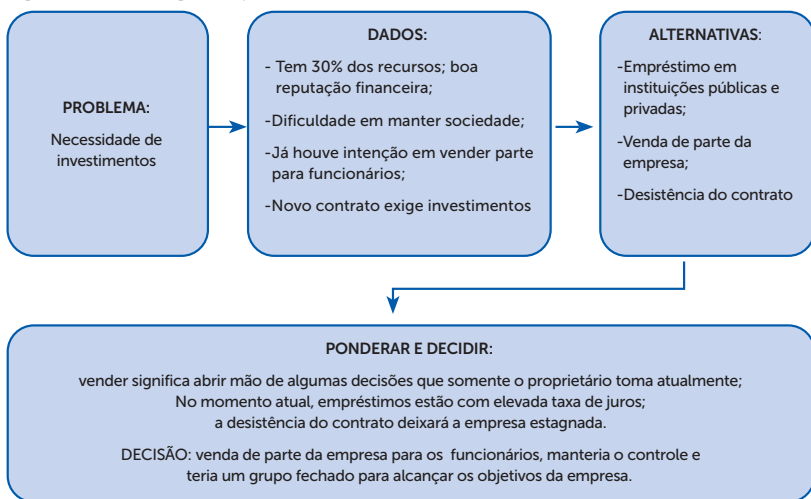 PROBLEMA:
Necessidade de
investimentos
DADOS:
- Tem 30% dos recursos; boa
reputação financeira;
-Dificuldade em manter sociedade;
-Já houve intenção em vender parte
para funcionários;
-Novo contrato exige investimentos
ALTERNATIVAS:
-Empréstimo em
instituições públicas e
privadas;
-Venda de parte da
empresa;
-Desistência do contrato
PONDERAR E DECIDIR:
vender significa abrir mão de algumas decisões que somente o proprietário toma atualmente;
No momento atual, empréstimos estão com elevada taxa de juros;
a desistência do contrato deixará a empresa estagnada.
DECISÃO: venda de parte da empresa para os funcionários, manteria o controle e
teria um grupo fechado para alcançar os objetivos da empresa.